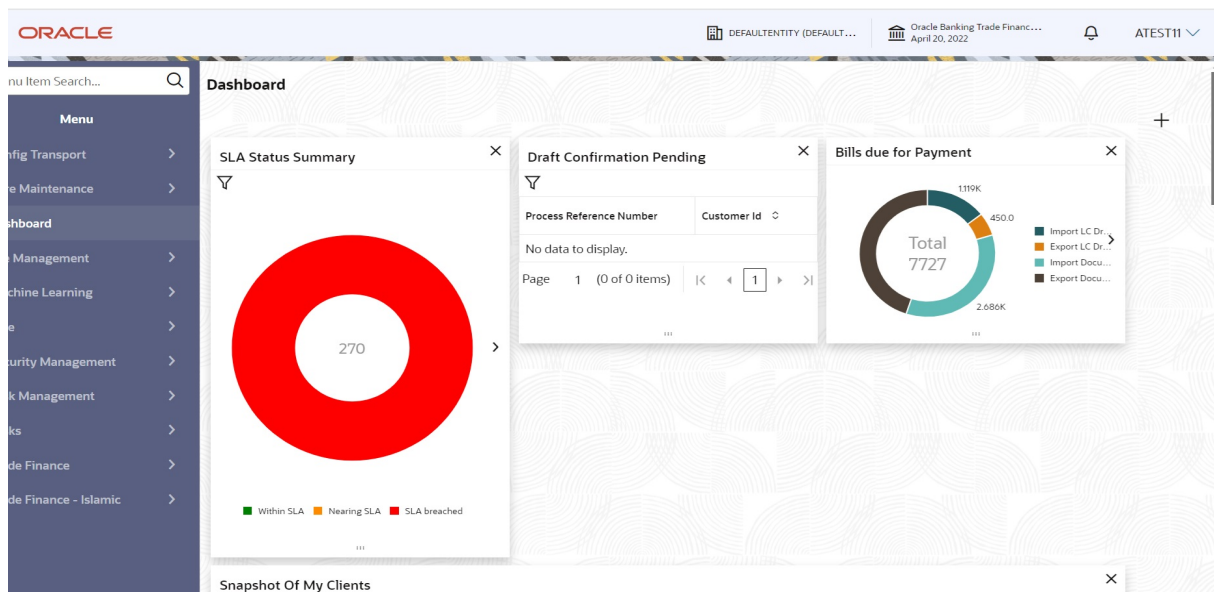 ORACLE
DEFAULTENTITY (DEFAULT...
Oracle Banking Trade Financ...
April 20, 2022
ATEST11
nu Item Search...
Menu
nfig Transport
re Maintenance
shboard
Management
chine Learning
e
curity Management
k Management
ks
de Finance
de Finance - Islamic
Dashboard
SLA Status Summary
270
Within SLA
Nearing SLA
SLA breached
Draft Confirmation Pending
Process Reference Number
Customer Id
No data to display.
Page 1 (0 of 0 items) 1
Bills due for Payment
1.119K
450.0
Total
7727
2.686K
Import LC Dr...
Export LC Dr...
Import Docu...
Export Docu...
Snapshot Of My Clients